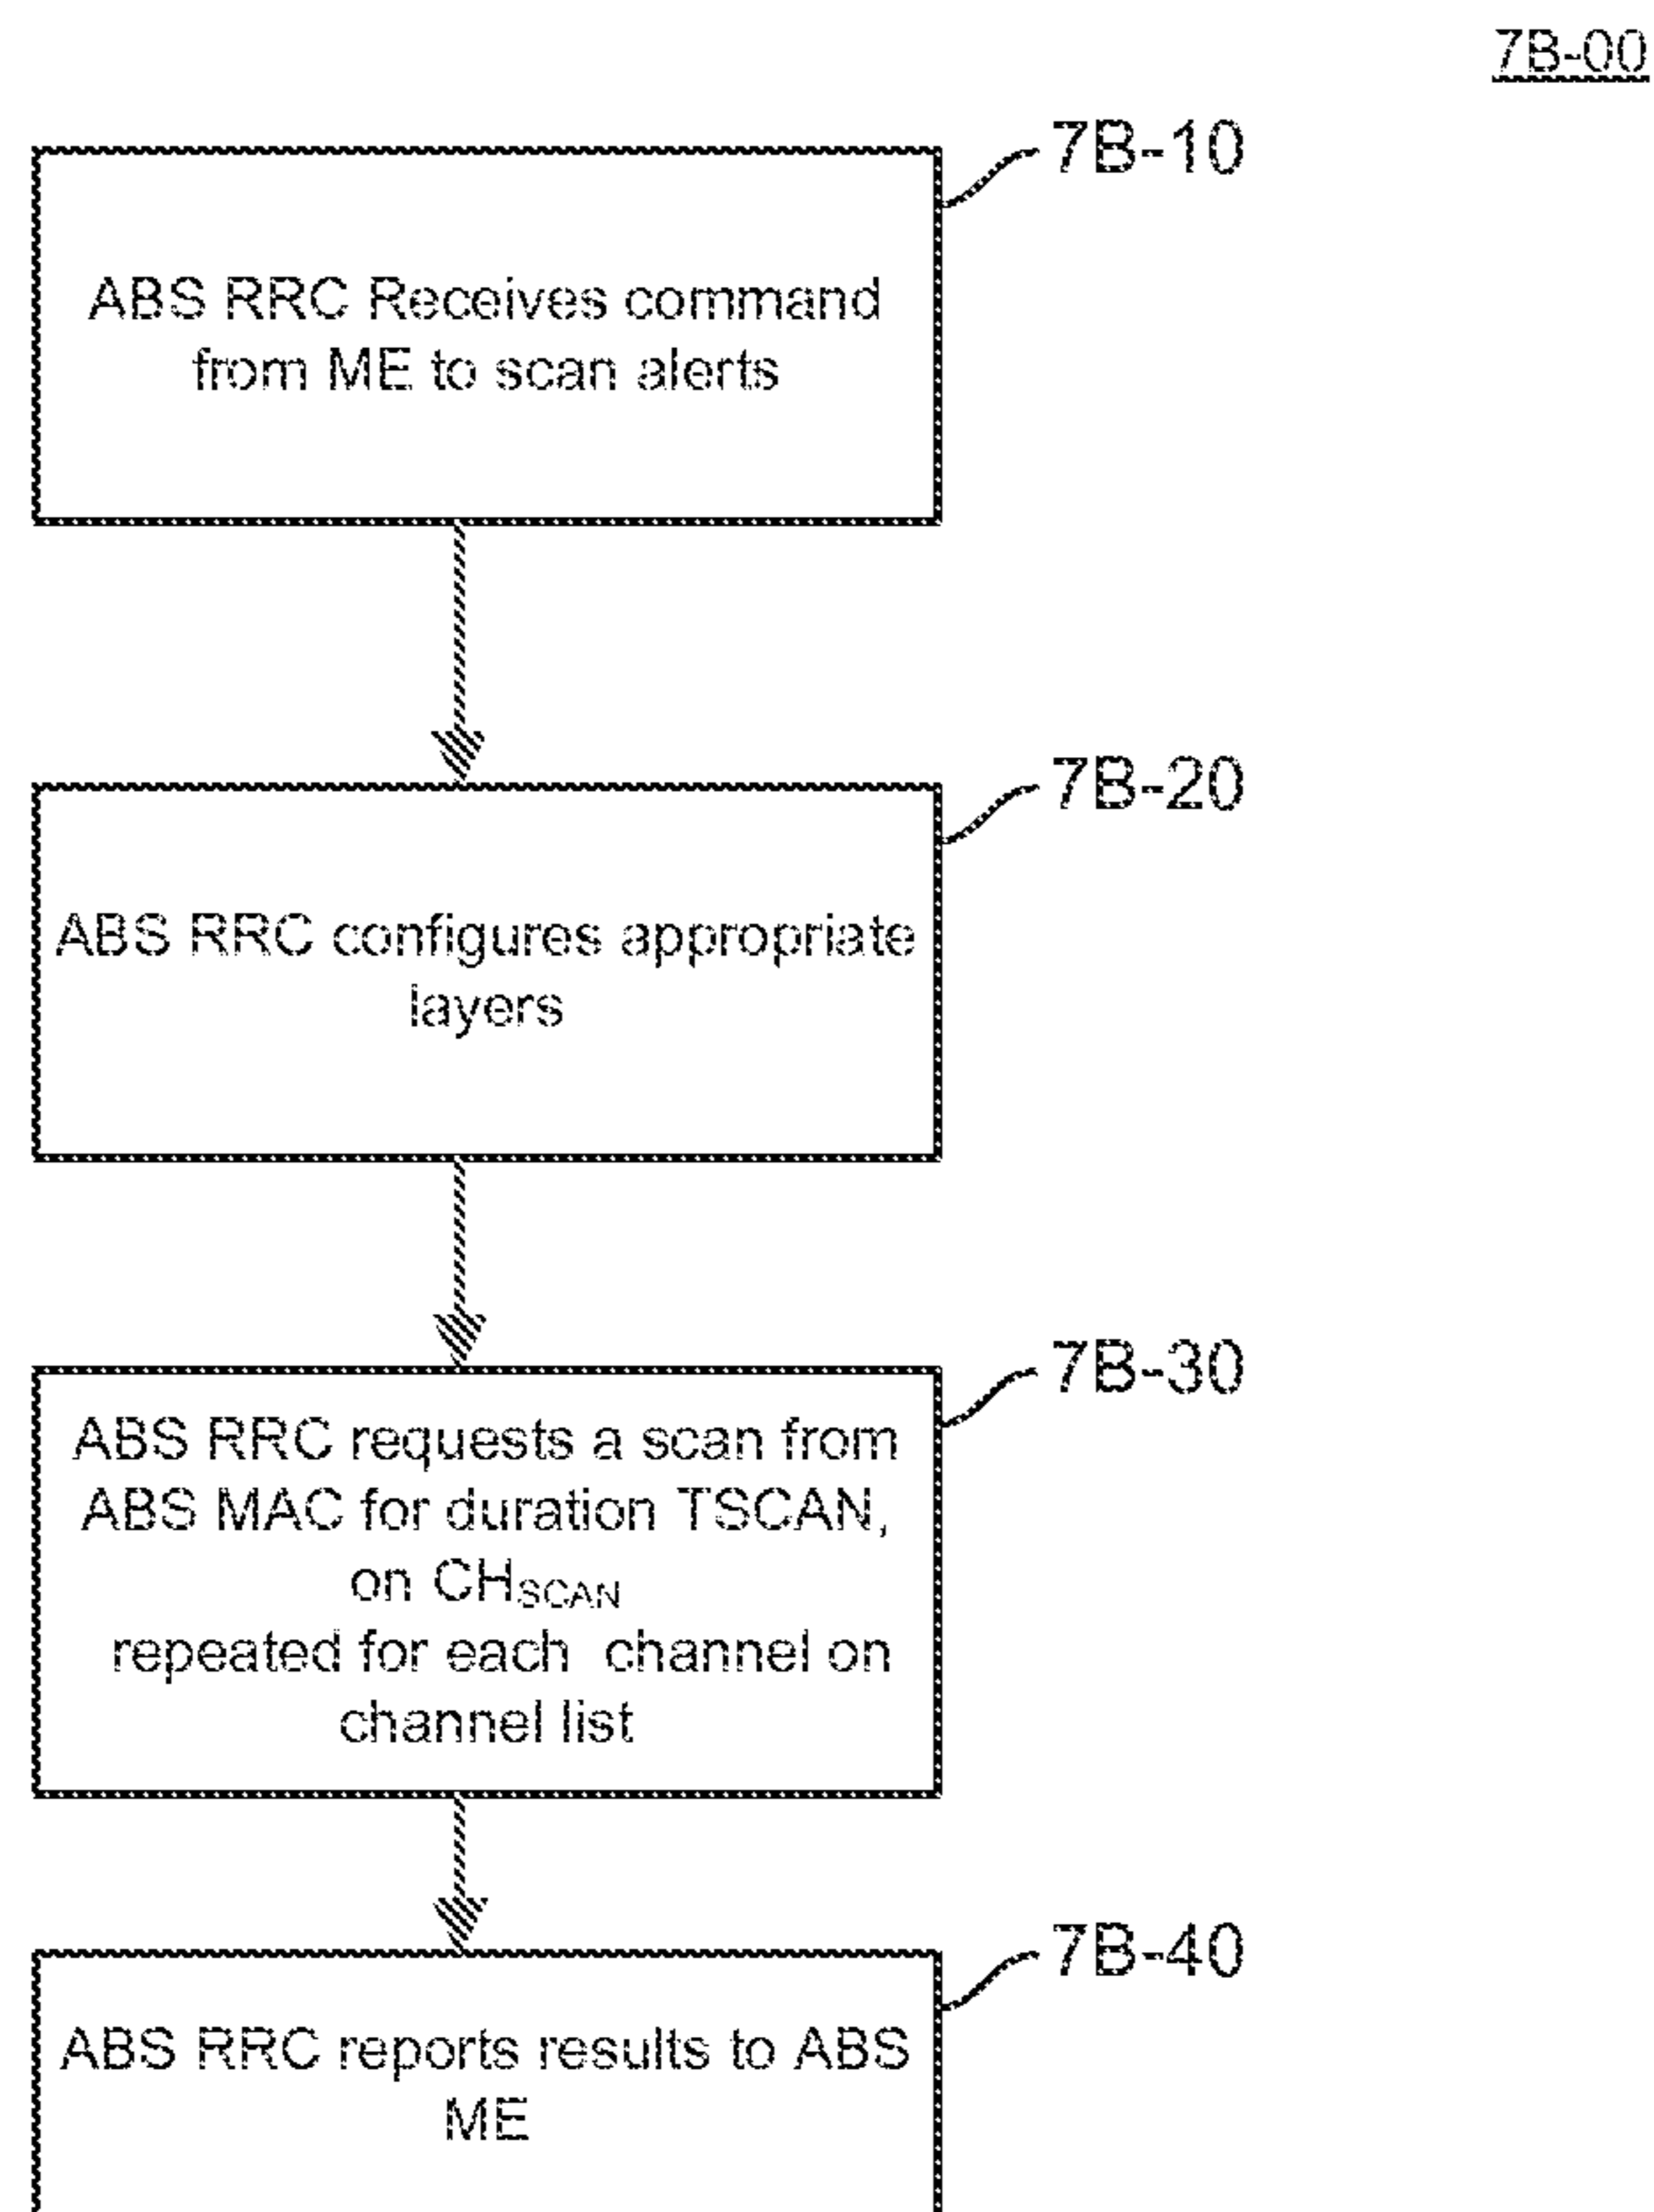 7B-00
7B-10
ABS RRC Receives command
from ME to scan alerts
7B-20
ABS RRC configures appropriate
layers
7B-30
ABS RRC requests a scan from
ABS MAC for duration TSCAN,
on CHSCAN
repeated for each channel on
channel list
7B-40
ABS RRC reports results to ABS
ME